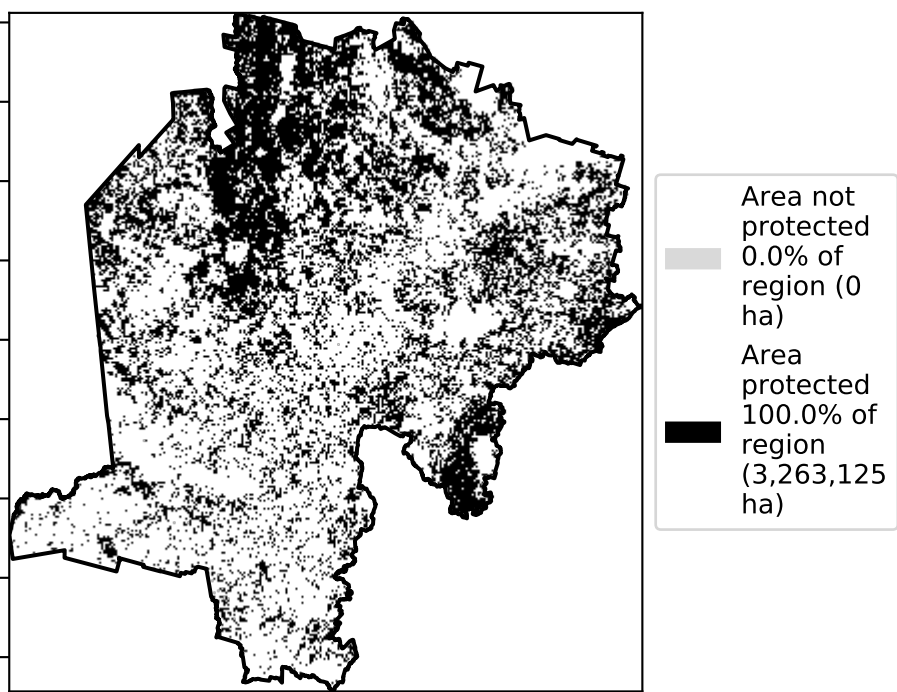 Area not
protected
0.0% of
region (0
ha)
Area
protected
100.0% of
region
(3,263,125
ha)